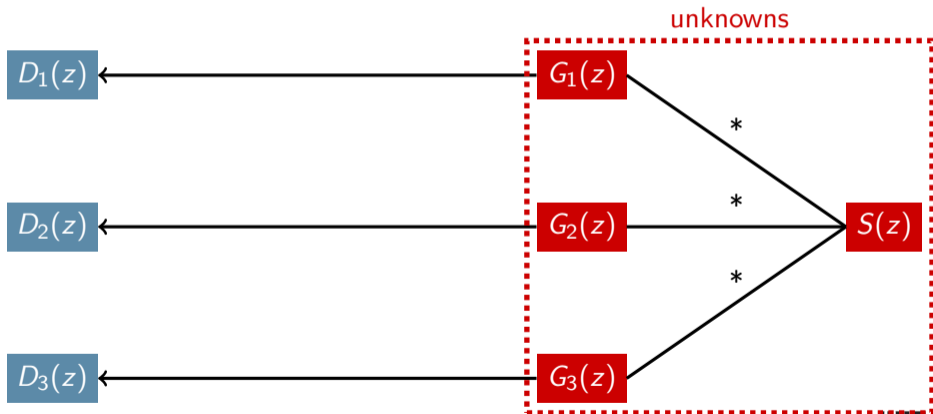 unknowns
D₁(z) G₁(z)
*
*
D₂(z) G₂(z) S(z)
*
D₃(z) G₃(z)